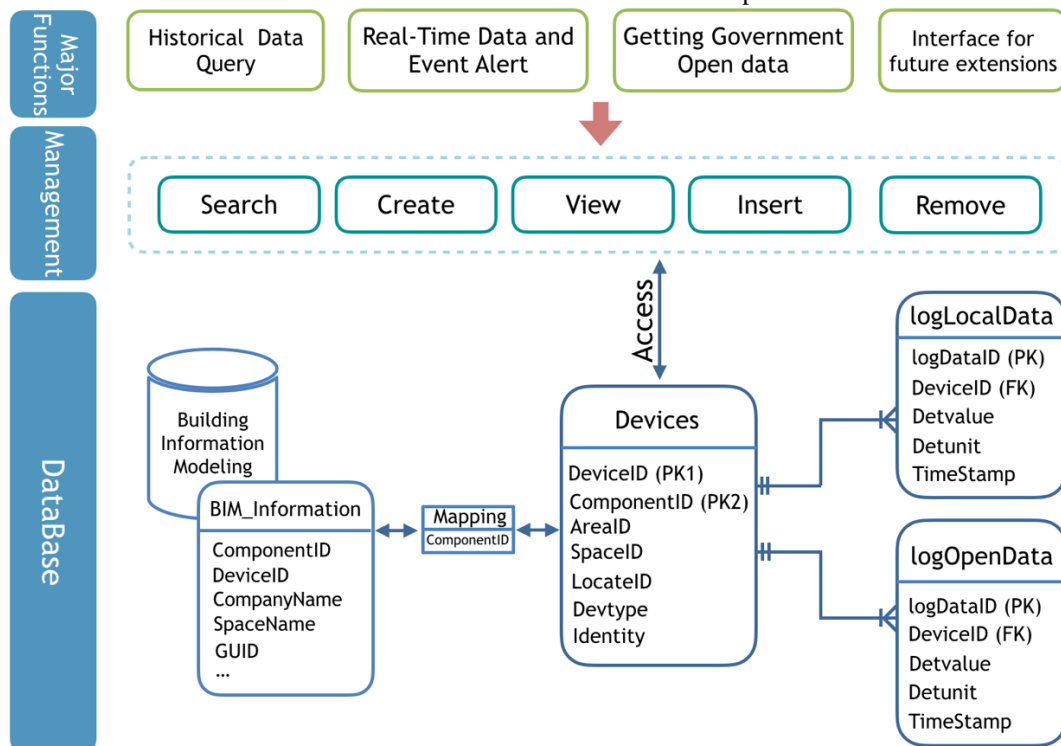 Major
Functions
Historical Data
Query
Real-Time Data and
Event Alert
Getting Government
Open data
Interface for
future extensions
Management
Search
Create
View
Insert
Remove
DataBase
Access
Building
Information
Modeling
BIM_Information
ComponentID
DeviceID
CompanyName
SpaceName
GUID
...
Mapping
ComponentID
Devices
DeviceID (PK1)
ComponentID (PK2)
AreaID
SpaceID
LocateID
Devtype
Identity
logLocalData
logDataID (PK)
DeviceID (FK)
Detvalue
Detunit
TimeStamp
logOpenData
logDataID (PK)
DeviceID (FK)
Detvalue
Detunit
TimeStamp